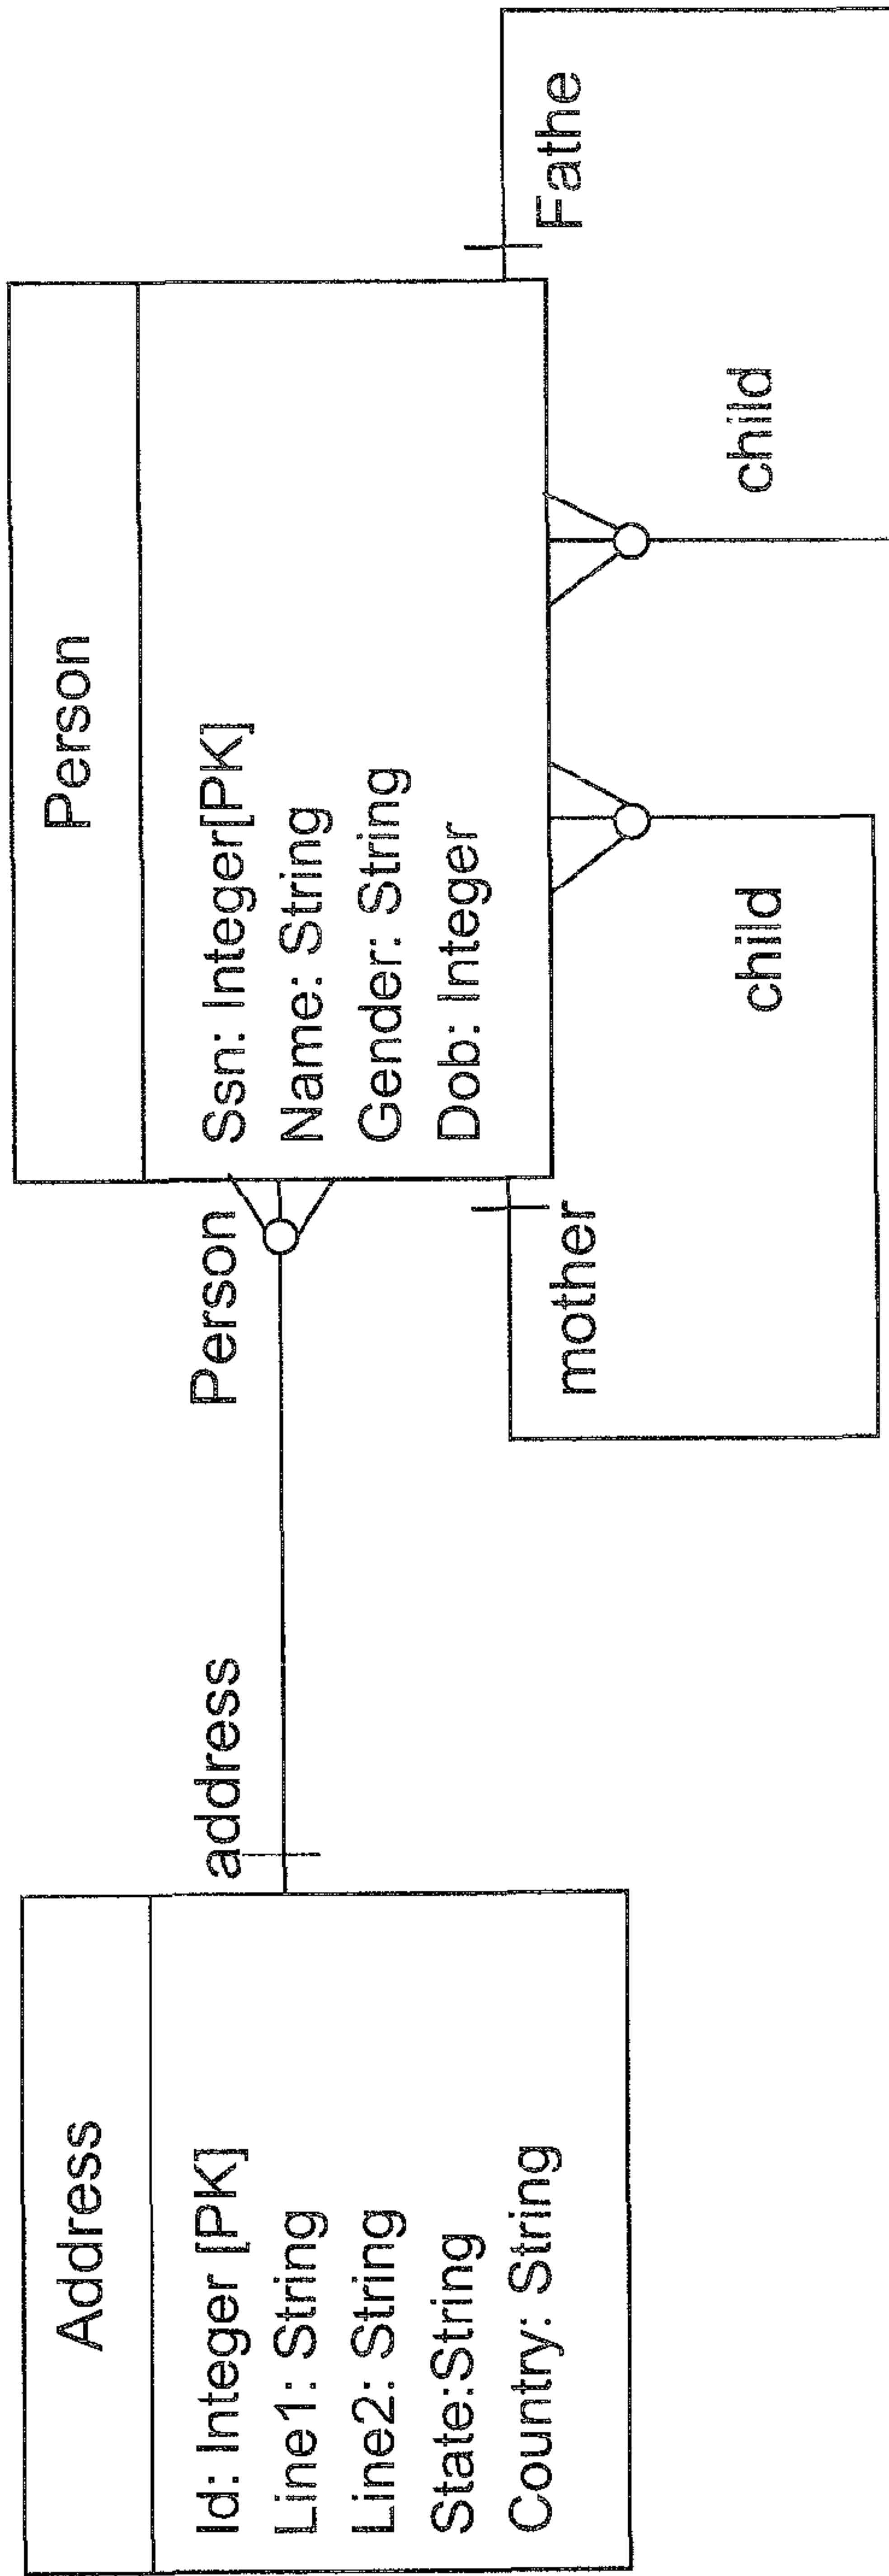 Address
Id: Integer [PK]
Line1: String
Line2: String
State:String
Country: String
address
Person
Person
Ssn: Integer[PK]
Name: String
Gender: String
Dob: Integer
mother
child
child
Fathe